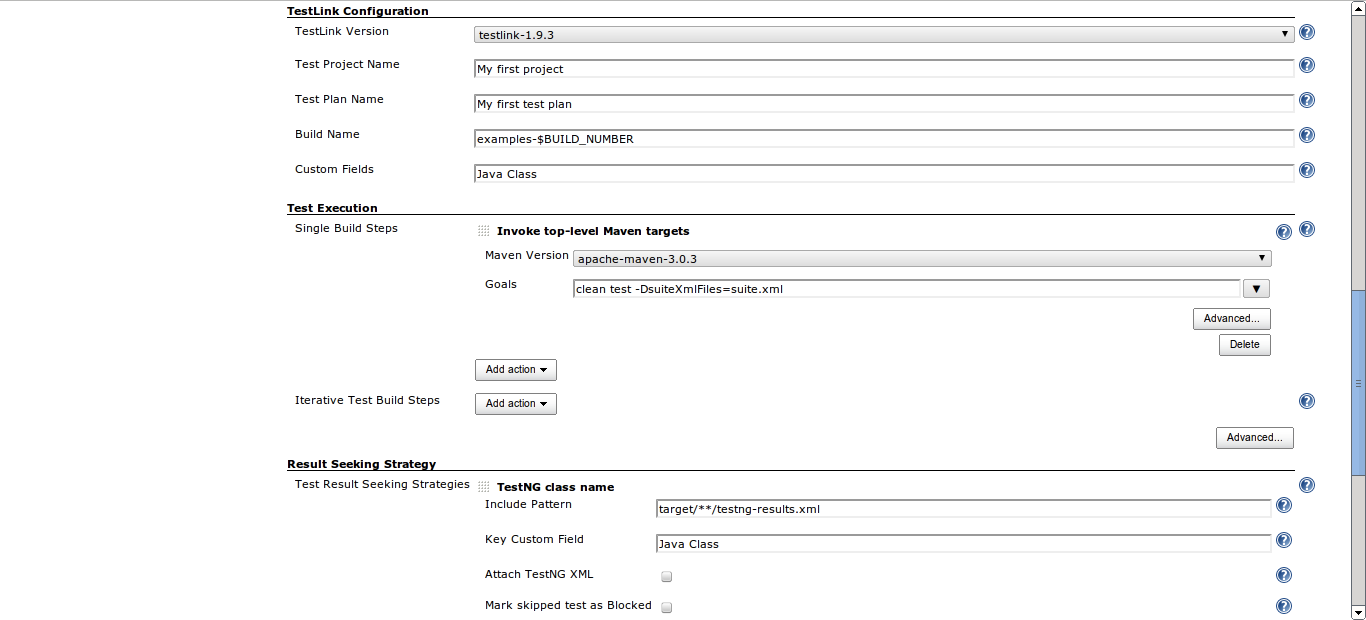 TestLink Configuration
TestLink Version testlink-1.9.3
Test Project Name My first project
Test Plan Name My first test plan
Build Name examples-$BUILD_NUMBER
Custom Fields Java Class
Test Execution
Single Build Steps Invoke top-level Maven targets
Maven Version apache-maven-3.0.3
Goals clean test -DsuiteXmlFiles=suite.xml
Advanced...
Delete
Add action
Iterative Test Build Steps Add action
Advanced...
Result Seeking Strategy
Test Result Seeking Strategies TestNG class name
Include Pattern target/**/testng-results.xml
Key Custom Field Java Class
Attach TestNG XML
Mark skipped test as Blocked